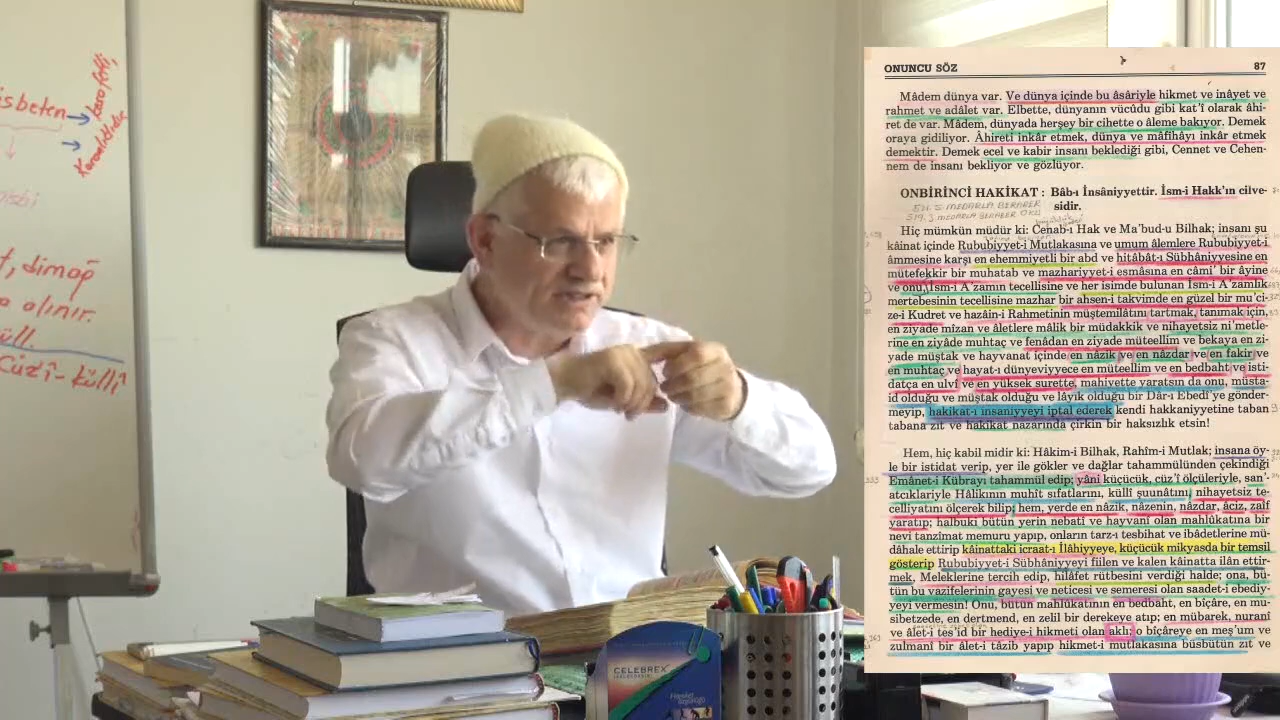 isbeten
keyfiyetli
t, dimağ
a alınır.
Cüz'î-küllî
CELEBREX
ONUNCU SÖZ 87
Mâdem dünya var. Ve dünya içinde bu âsâriyle hikmet ve inâyet ve
rahmet ve adâlet var. Elbette, dünyanın vücûdu gibi kat'î olarak âhi-
ret de var. Mâdem, dünyada herşey bir cihette o âleme bakıyor. Demek
oraya gidiliyor. Âhireti inkâr etmek, dünya ve mâfîhâyı inkâr etmek
demektir. Demek ecel ve kabir insanı beklediği gibi, Cennet ve Cehen-
nem de insanı bekliyor ve gözlüyor.
ONBİRİNCİ HAKİKAT : Bâb-ı İnsâniyyettir. İsm-i Hakk'ın cilve-
sidir.
511. 5. MEDARLA BERABER
519. 3. MEDARLA BERABER OKU
Hiç mümkün müdür ki: Cenab-ı Hak ve Ma'bud-u Bilhak; insanı şu
kâinat içinde Rububiyyet-i Mutlakasına ve umum âlemlere Rububiyyet-i
âmmesine karşı en ehemmiyetli bir abd ve hitâbât-ı Sübhâniyyesine en
mütefekkir bir muhatab ve mazhariyyet-i esmâsına en câmi' bir âyine
ve onu, İsm-i A'zamın tecellisine ve her isimde bulunan İsm-i A'zamlık
mertebesinin tecellisine mazhar bir ahsen-i takvimde en güzel bir mu'ci-
ze-i Kudret ve hazâin-i Rahmetinin müştemilâtını tartmak, tanımak için,
en ziyade mizan ve âletlere mâlik bir müdakkik ve nihayetsiz ni'metle-
rine en ziyâde muhtaç ve fenâdan en ziyade müteellim ve bekaya en zi-
yade müştak ve hayvanat içinde en nâzik ve en nâzdar ve en fakir ve
en muhtaç ve hayat-ı dünyeviyyece en müteellim ve en bedbaht ve isti-
datça en ulvî ve en yüksek surette, mahiyette yaratsın da onu, müsta-
id olduğu ve müştak olduğu ve lâyik olduğu bir Dâr-ı Ebedî'ye gönder-
meyip, hakikat-i insaniyyeyi iptal ederek kendi hakkaniyyetine taban
tabana zıt ve hakikat nazarında çirkin bir haksızlık etsin!
Hem, hiç kabil midir ki: Hâkim-i Bilhak, Rahîm-i Mutlak; insana öy-
le bir istidat verip, yer ile gökler ve dağlar tahammülünden çekindiği
Emânet-i Kübrayı tahammül edip; yâni küçücük, cüz'î ölçüleriyle, san'-
atcıklariyle Hâlikının muhît sıfatlarını, küllî şuunâtını, nihayetsiz te-
celliyatını ölçerek bilip; hem, yerde en nâzik, nâzenin, nâzdar, âciz, zaîf
yaratıp; halbuki bütün yerin nebatî ve hayvanî olan mahlûkatına bir
nevi tanzîmat memuru yapıp, onların tarz-ı tesbihat ve ibâdetlerine mü-
dâhale ettirip kâinattaki icraat-ı İlâhiyyeye, küçücük mikyasda bir temsil
gösterip Rububiyyet-i Sübhâniyyeyi fiilen ve kalen kâinatta ilân ettir-
mek, Meleklerine tercih edip, hilâfet rütbesini verdiği halde; ona, bü-
tün bu vazifelerinin gayesi ve neticesi ve semeresi olan saadet-i ebediy-
yeyi vermesin! Onu, bütün mahlûkatının en bedbaht, en biçâre, en mu-
sibetzede, en dertmend, en zelil bir derekeye atıp; en mübarek, nuranî
ve âlet-i tes'id bir hediye-i hikmeti olan aklı; o biçâreye en meş'um ve
zulmanî bir âlet-i tâzib yapıp hikmet-i mutlakasına büsbütün zıt ve